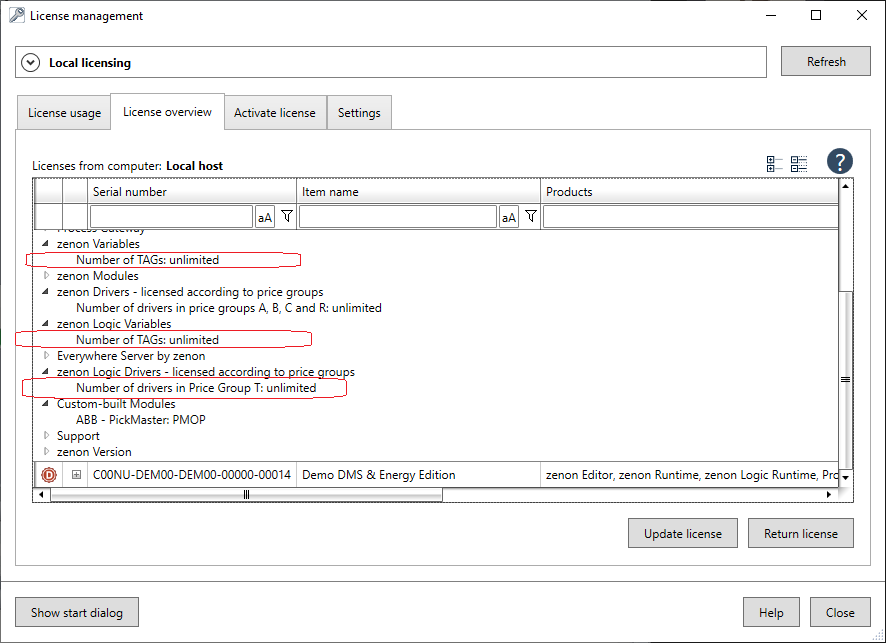 License management
Local licensing
Refresh
License usage
License overview
Activate license
Settings
Licenses from computer: Local host
?
Serial number Item name Products
aA aA
Process Gateway
zenon Variables
Number of TAGs: unlimited
zenon Modules
zenon Drivers - licensed according to price groups
Number of drivers in price groups A, B, C and R: unlimited
zenon Logic Variables
Number of TAGs: unlimited
Everywhere Server by zenon
zenon Logic Drivers - licensed according to price groups
Number of drivers in Price Group T: unlimited
Custom-built Modules
ABB - PickMaster: PMOP
Support
zenon Version
D C00NU-DEM00-DEM00-00000-00014 Demo DMS & Energy Edition zenon Editor, zenon Runtime, zenon Logic Runtime, Pro
Update license
Return license
Show start dialog
Help
Close